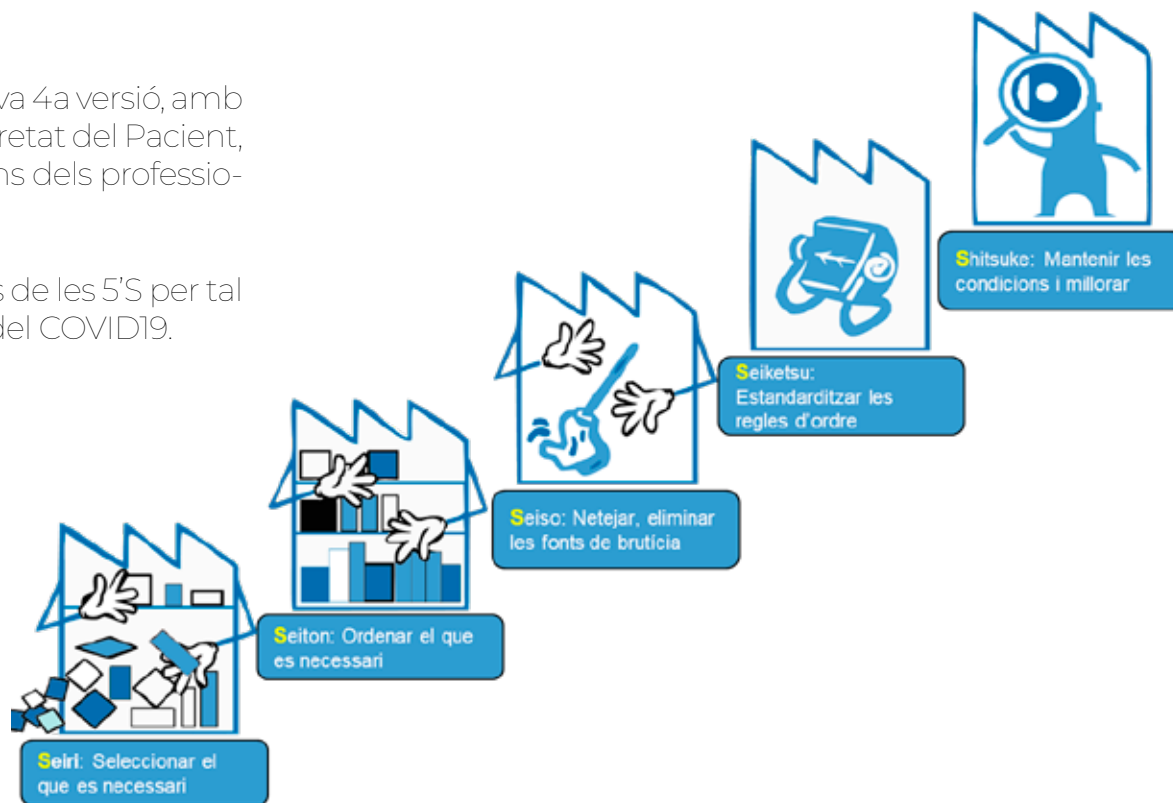 va 4a versió, amb
retat del Pacient,
ns dels professio-
s de les 5'S per tal
del COVID19.
Shitsuke: Mantenir les
condicions i millorar
Seiketsu:
Estandarditzar les
regles d'ordre
Seiso: Netejar, eliminar
les fonts de brutícia
Seiton: Ordenar el que
es necessari
Seiri: Seleccionar el
que es necessari